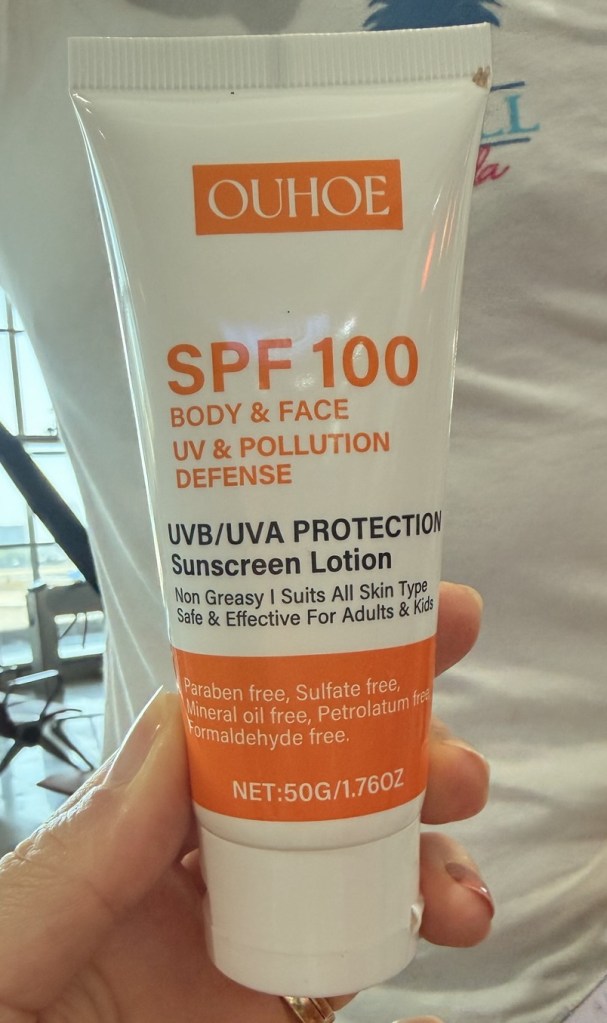 OUHOE
SPF 100
BODY & FACE
UV & POLLUTION
DEFENSE
UVB/UVA PROTECTION
Sunscreen Lotion
Non Greasy I Suits All Skin Type
Safe & Effective For Adults & Kids
Paraben free, Sulfate free,
Mineral oil free, Petrolatum free,
Formaldehyde free.
NET:50G/1.76OZ